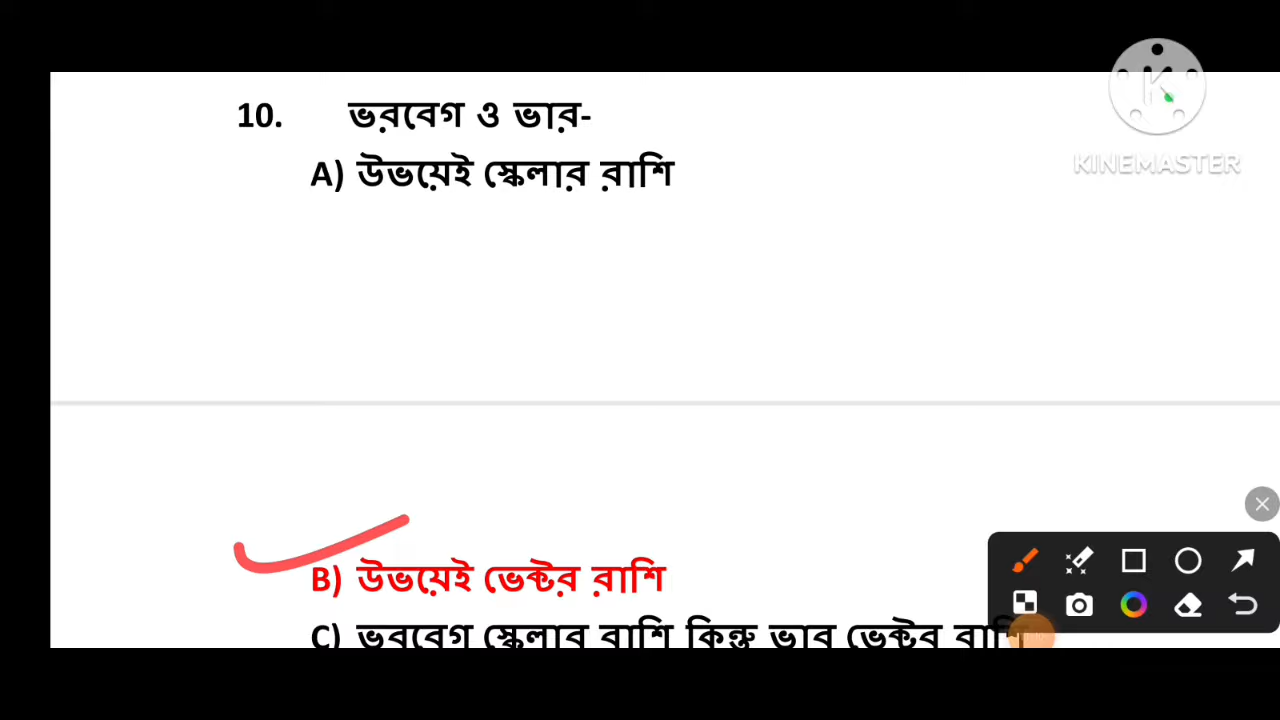 KINEMASTER
10. ভরবেগ ও ভার-
A) উভয়েই স্কেলার রাশি
B) উভয়েই ভেক্টর রাশি
C) ভরবেগ স্কেলার রাশি কিন্তু ভার ভেক্টর রাশি